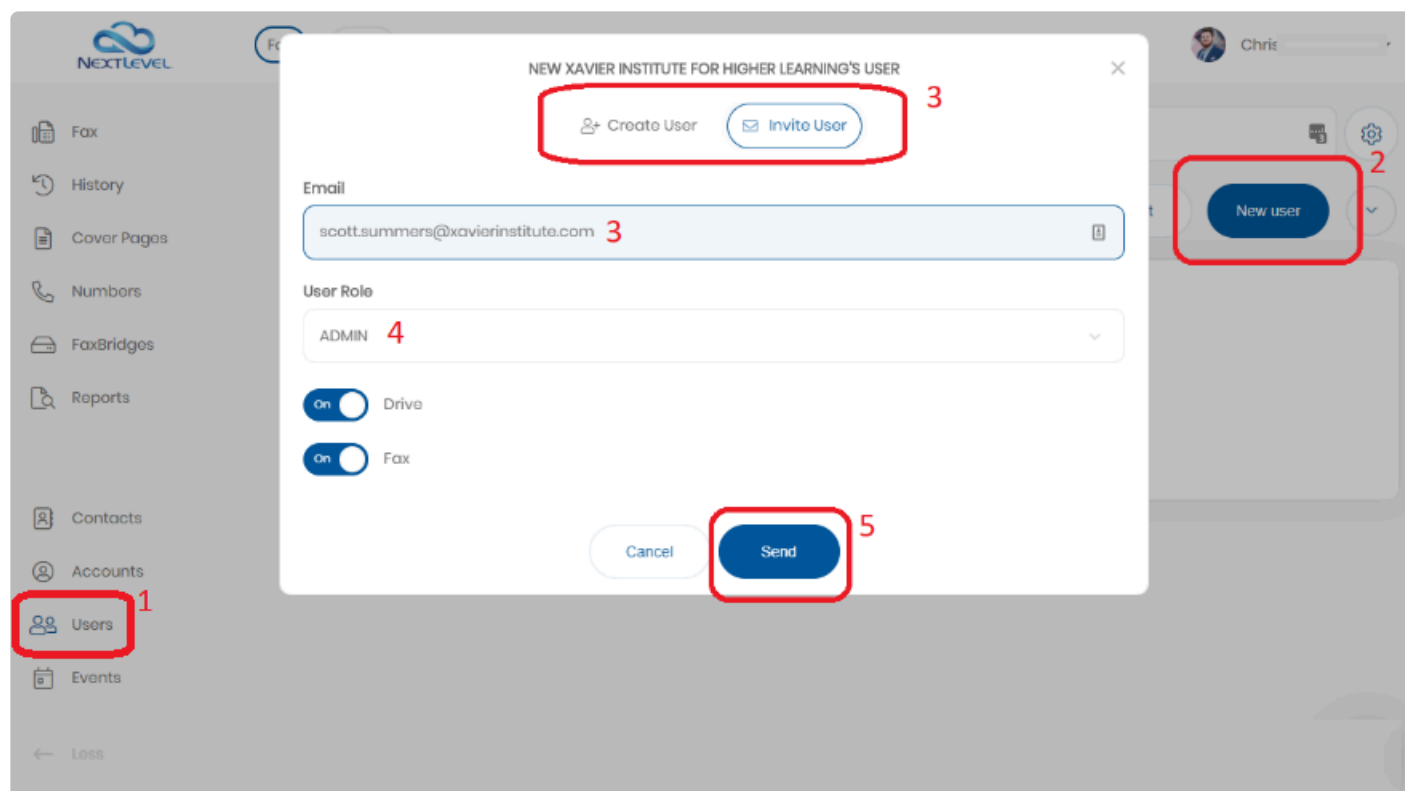 NEXTLEVEL
Chris
NEW XAVIER INSTITUTE FOR HIGHER LEARNING'S USER
3
Create User
Invite User
Fax
2
History
Email
New user
Cover Pages
scott.summers@xavierinstitute.com 3
Numbers
User Role
FaxBridges
ADMIN 4
Reports
On Drive
On Fax
Contacts
5
Cancel
Send
Accounts
1
Users
Events
Less